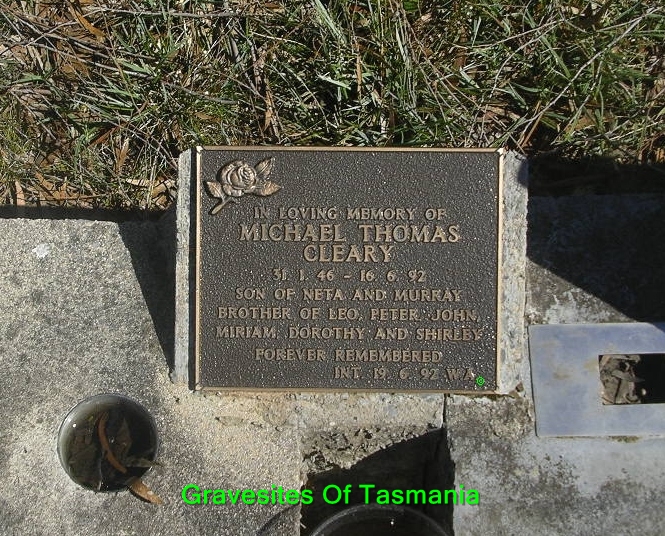 IN LOVING MEMORY OF
MICHAEL THOMAS
CLEARY
31. 1. 46 - 16. 6. 92
SON OF NETA AND MURRAY
BROTHER OF LEO, PETER, JOHN,
MIRIAM, DOROTHY AND SHIRLEY
FOREVER REMEMBERED
INT. 19. 6. 92
Gravesites Of Tasmania